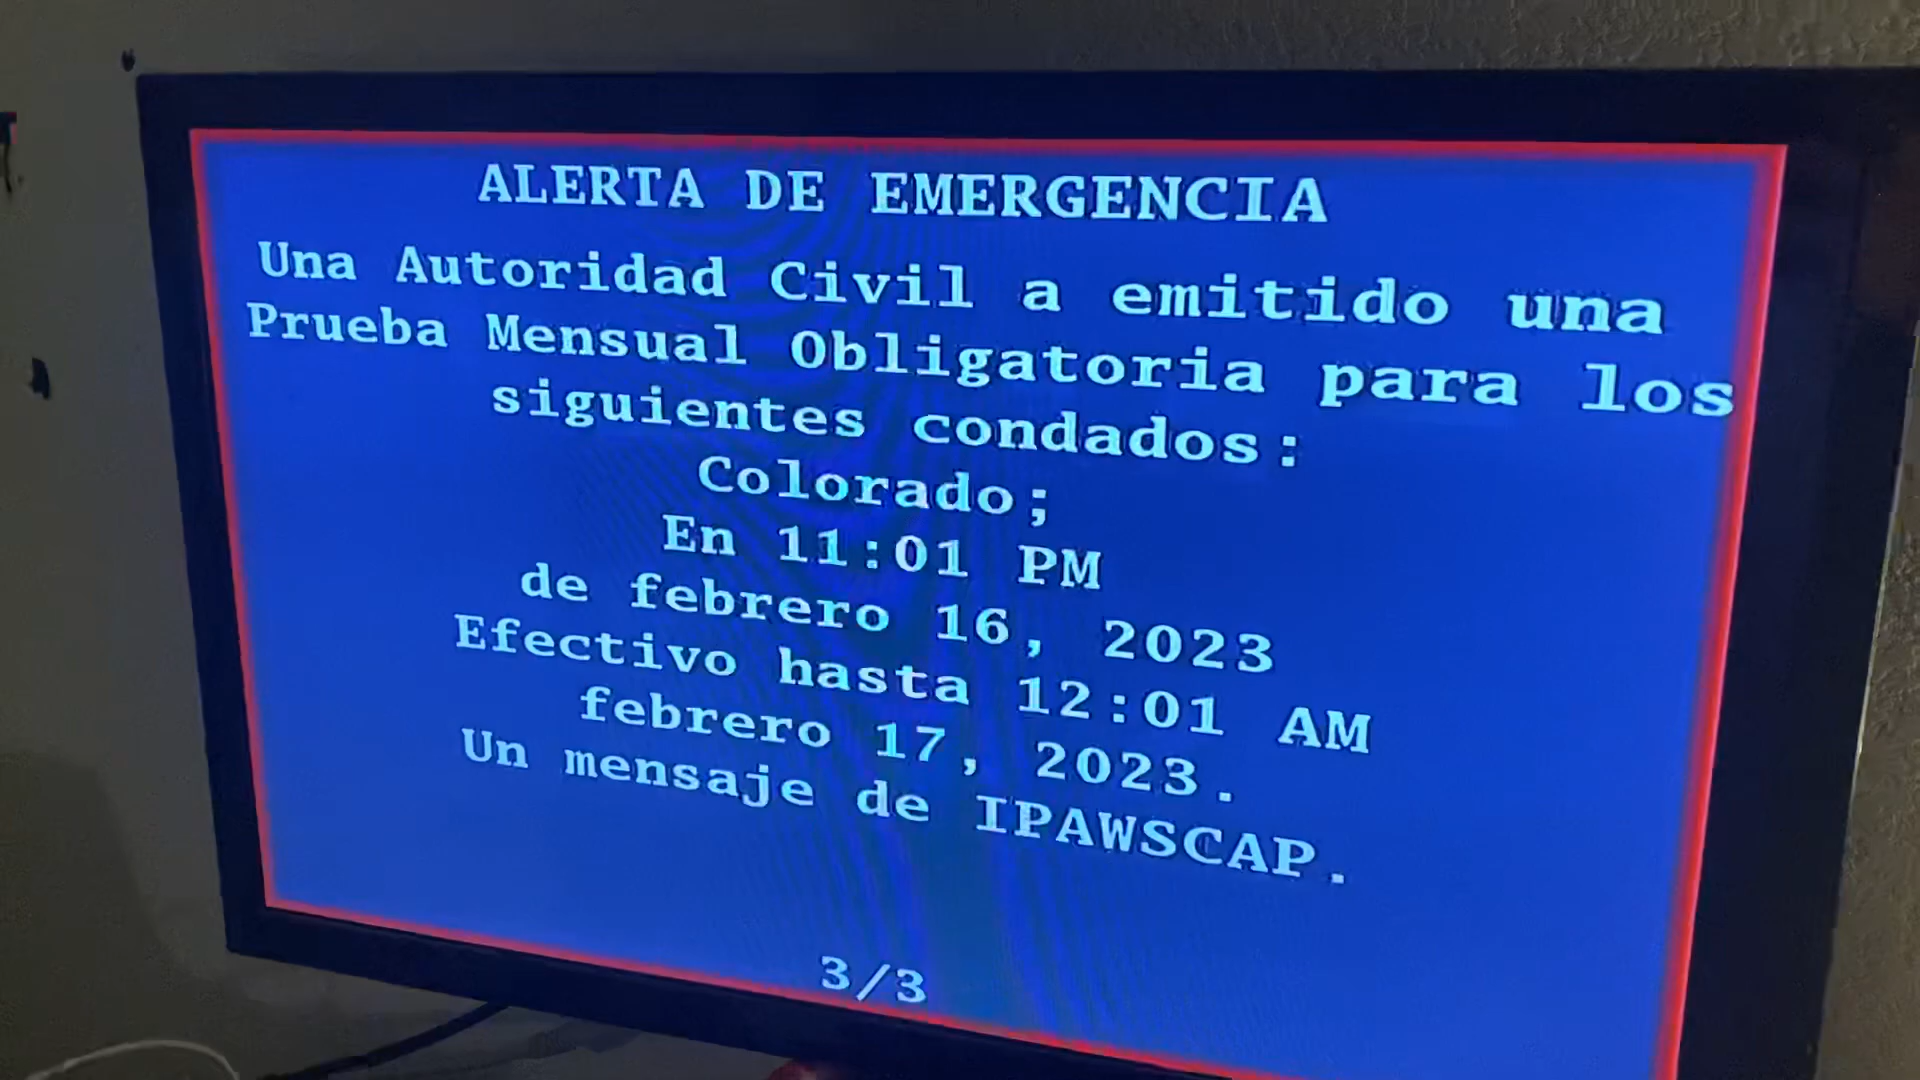 ALERTA DE EMERGENCIA
Una Autoridad Civil a emitido una
Prueba Mensual Obligatoria para los
siguientes condados:
Colorado;
En 11:01 PM
de febrero 16, 2023
Efectivo hasta 12:01 AM
febrero 17, 2023.
Un mensaje de IPAWSCAP.
3/3